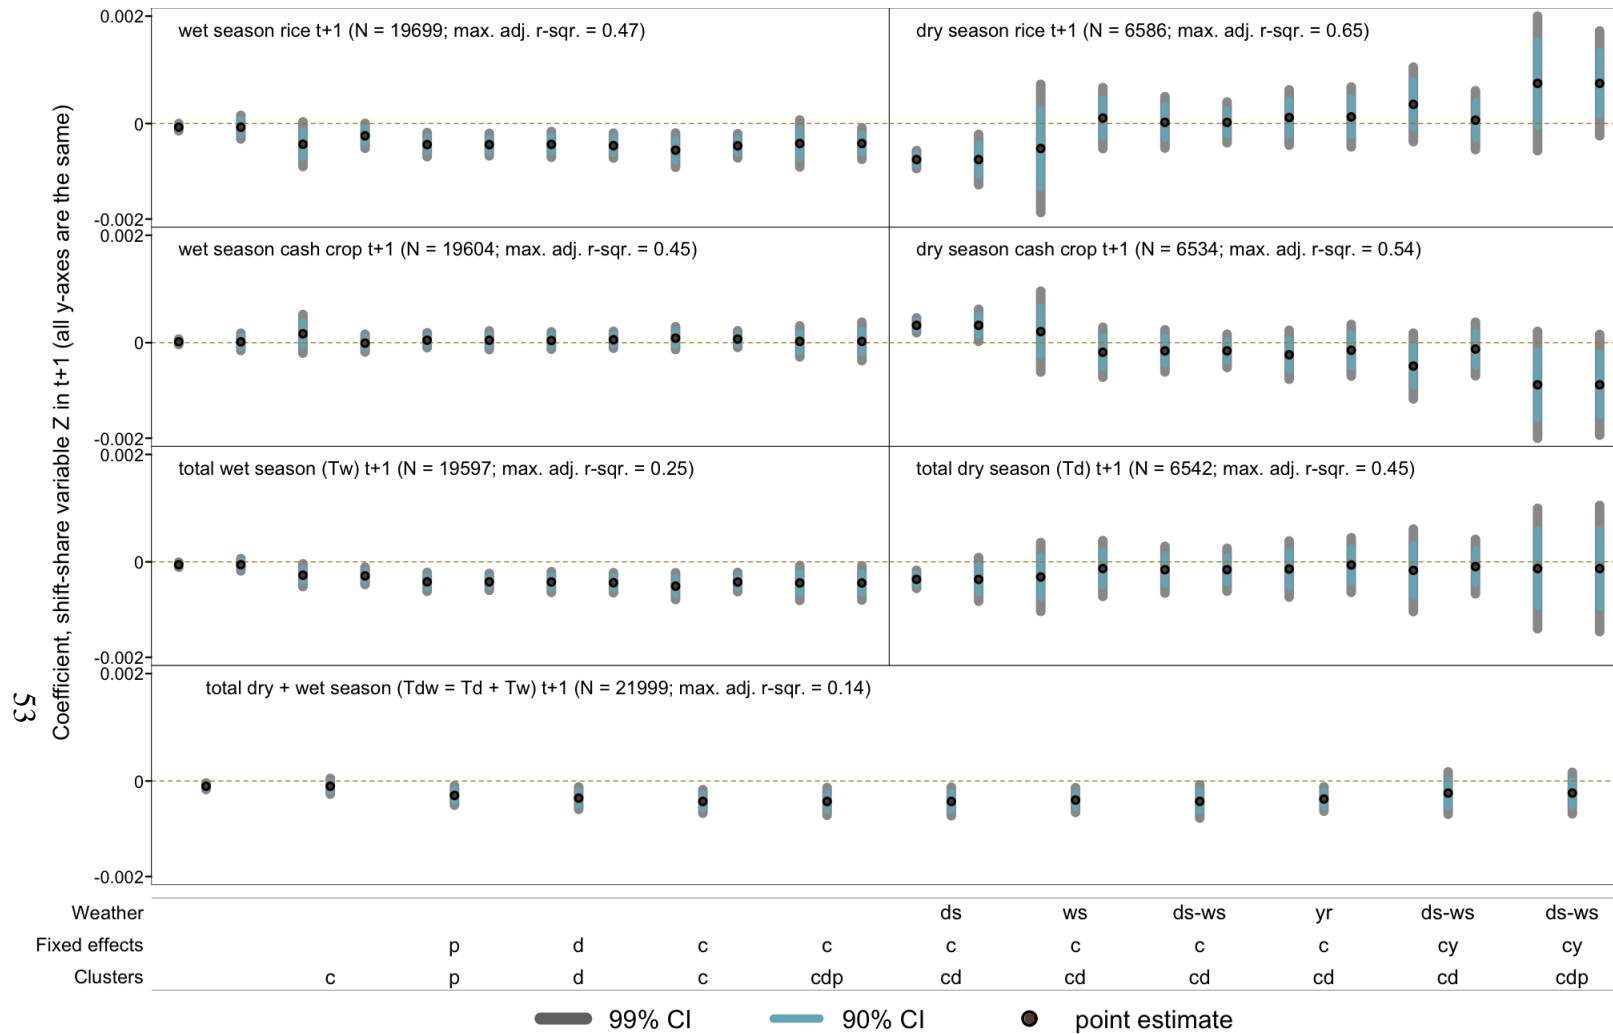 0.002
wet season rice t+1 (N = 19699; max. adj. r-sqr. = 0.47)
dry season rice t+1 (N = 6586; max. adj. r-sqr. = 0.65)
0
-0.002
0.002
wet season cash crop t+1 (N = 19604; max. adj. r-sqr. = 0.45)
dry season cash crop t+1 (N = 6534; max. adj. r-sqr. = 0.54)
0
-0.002
0.002
total wet season (Tw) t+1 (N = 19597; max. adj. r-sqr. = 0.25)
total dry season (Td) t+1 (N = 6542; max. adj. r-sqr. = 0.45)
0
-0.002
0.002
total dry + wet season (Tdw = Td + Tw) t+1 (N = 21999; max. adj. r-sqr. = 0.14)
0
-0.002
Coefficient, shift-share variable Z in t+1 (all y-axes are the same)
53
Weather ds ws ds-ws yr ds-ws ds-ws
Fixed effects p d c c c c c c cy cy
Clusters c p d c cdp cd cd cd cd cd cdp
99% CI 90% CI point estimate